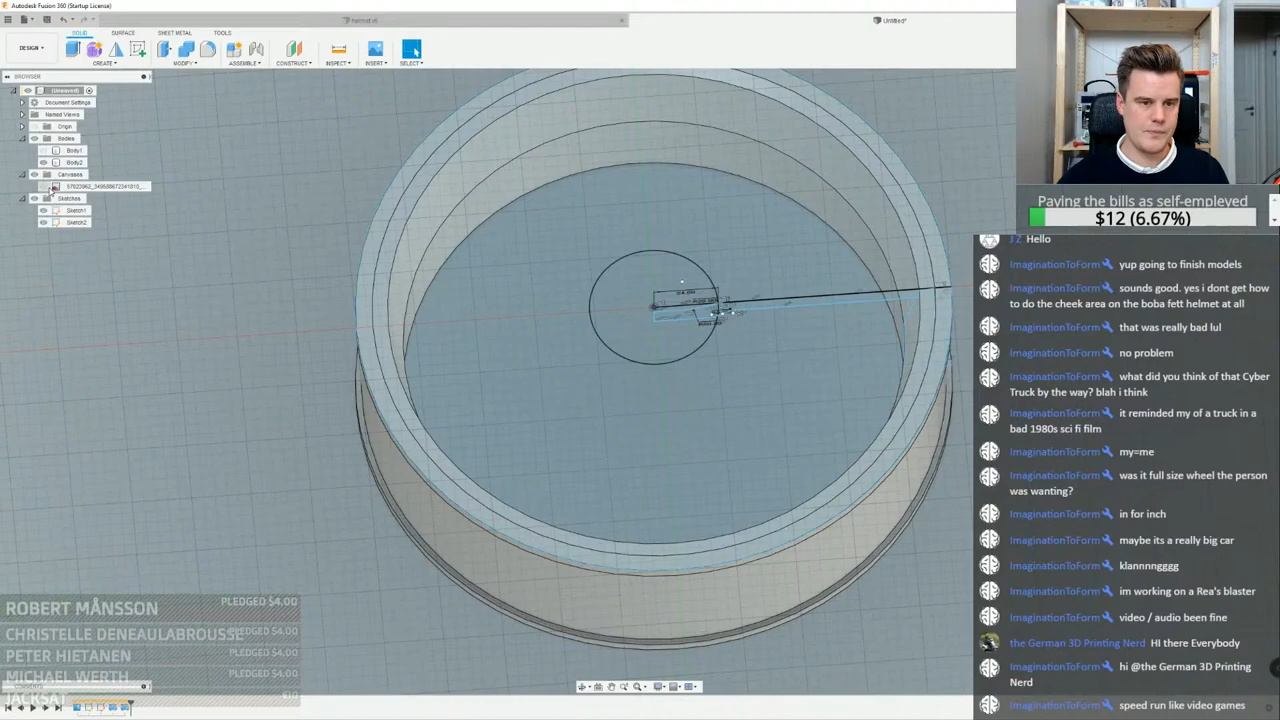 Autodesk Fusion 360 (Startup License)
helmet v6
Untitled*
SOLID SURFACE SHEET METAL TOOLS
DESIGN
CREATE MODIFY ASSEMBLE CONSTRUCT INSPECT INSERT SELECT
BROWSER
(Unsaved)
Document Settings
Named Views
Origin
Bodies
Body1
Body2
Canvases
Sketches
Sketch1
Sketch2
Paying the bills as self-employed
$12 (6.67%)
J Z Hello
ImaginationToForm yup going to finish models
ImaginationToForm sounds good. yes i dont get how
to do the cheek area on the boba fett helmet at all
ImaginationToForm that was really bad lul
ImaginationToForm no problem
ImaginationToForm what did you think of that Cyber
Truck by the way? blah i think
ImaginationToForm it reminded my of a truck in a
bad 1980s sci fi film
ImaginationToForm my=me
ImaginationToForm was it full size wheel the person
was wanting?
ImaginationToForm in for inch
ImaginationToForm maybe its a really big car
ImaginationToForm klannngggg
ImaginationToForm im working on a Rea's blaster
ImaginationToForm video / audio been fine
the German 3D Printing Nerd HI there Everybody
ImaginationToForm hi @the German 3D Printing
Nerd
ImaginationToForm speed run like video games
ROBERT MÅNSSON PLEDGED $4.00
CHRISTELLE DENEAULABROUSSE PLEDGED $4.00
PETER HIETANEN PLEDGED $4.00
MICHAEL WERTH PLEDGED $4.00
JACKSAT